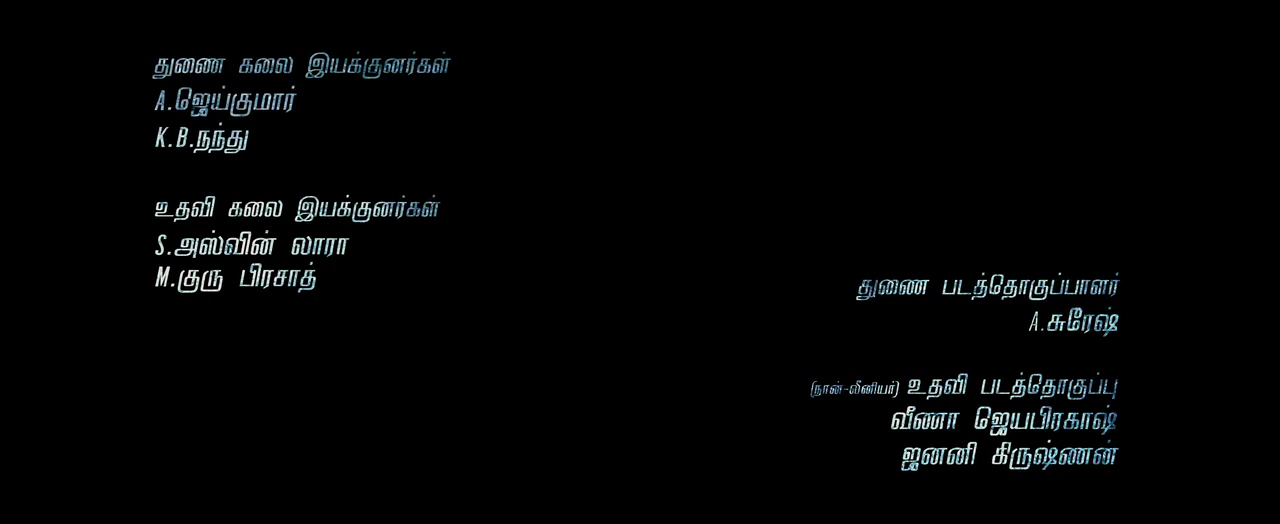 துணை கலை இயக்குனர்கள்
A.ஜெய்குமார்
K.B.நந்து
உதவி கலை இயக்குனர்கள்
S.அஸ்வின் லாரா
M.குரு பிரசாத்
துணை படத்தொகுப்பாளர்
A.சுரேஷ்
(நான்-லீனியர்) உதவி படத்தொகுப்பு
வீணா ஜெயபிரகாஷ்
ஜனனி கிருஷ்ணன்